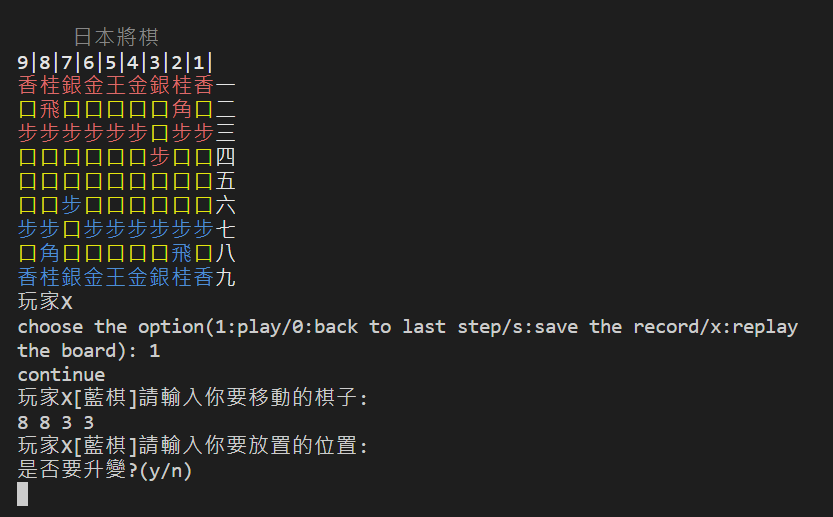 日本將棋
9|8|7|6|5|4|3|2|1|
香桂銀金王金銀桂香一
口飛口口口口口角口二
步步步步步步口步步三
口口口口口口步口口四
口口口口口口口口口五
口口步口口口口口口六
步步口步步步步步步七
口角口口口口口飛口八
香桂銀金王金銀桂香九
玩家X
choose the option(1:play/0:back to last step/s:save the record/x:replay
the board): 1
continue
玩家X[藍棋]請輸入你要移動的棋子:
8 8 3 3
玩家X[藍棋]請輸入你要放置的位置:
是否要升變?(y/n)